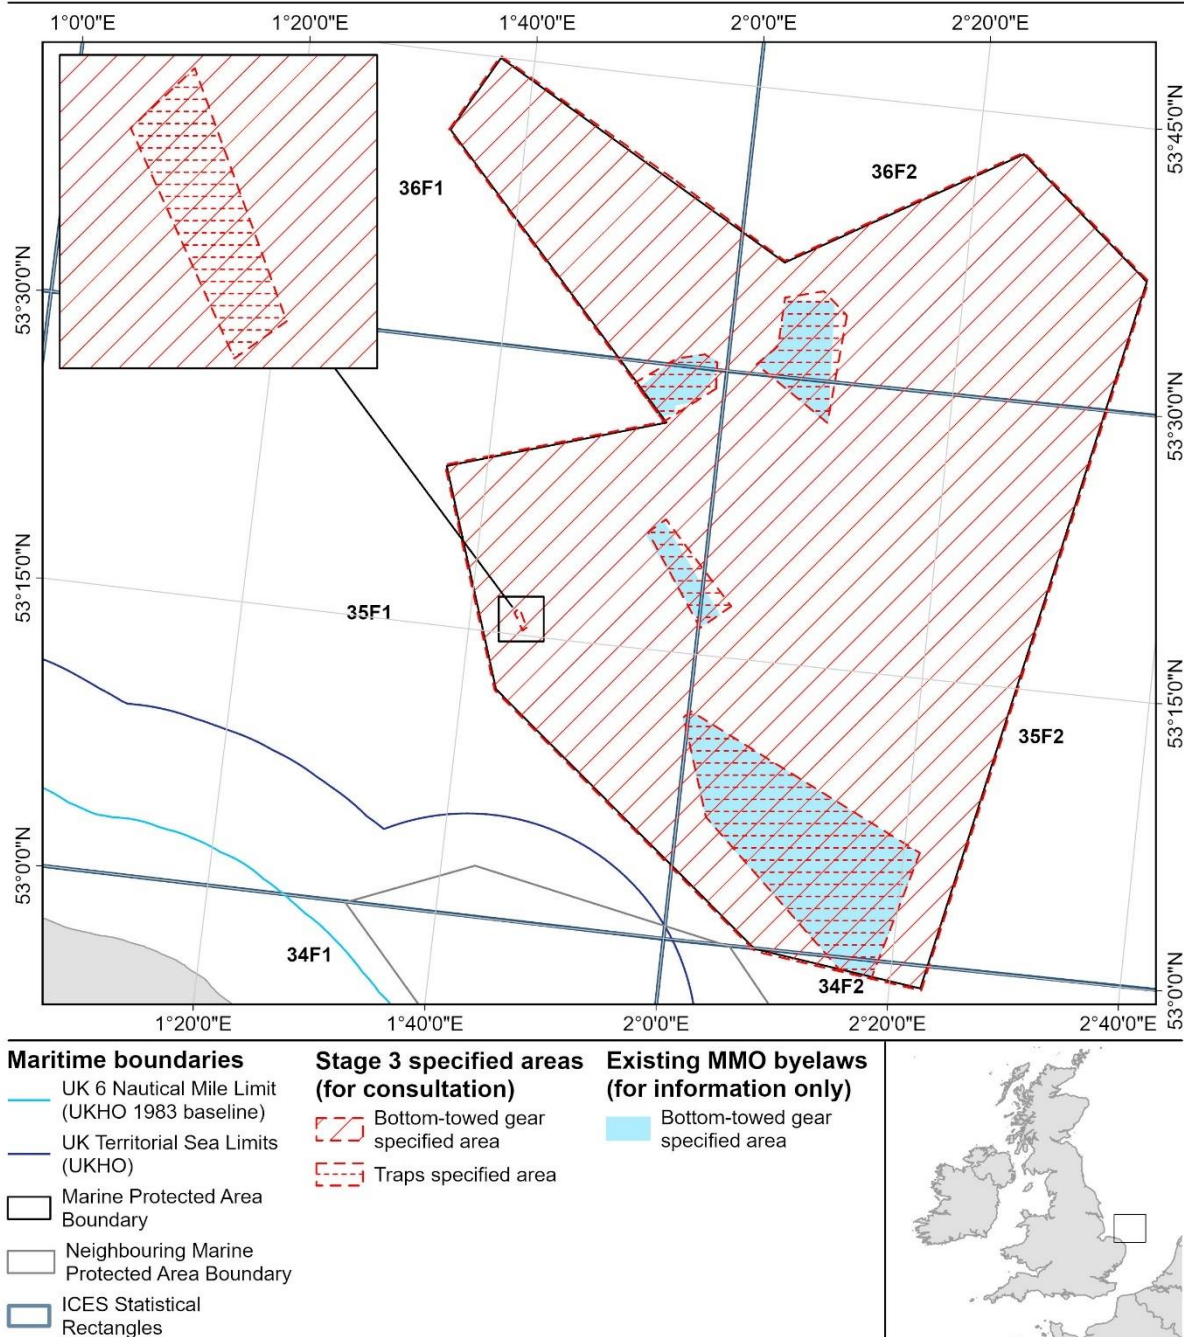 1°0'0"E
1°20'0"E
1°40'0"E
2°0'0"E
2°20'0"E
53°45'0"N
53°30'0"N
53°30'0"N
53°15'0"N
53°15'0"N
53°0'0"N
53°0'0"N
36F1
36F2
35F1
35F2
34F1
34F2
1°20'0"E
1°40'0"E
2°0'0"E
2°20'0"E
2°40'0"E
Maritime boundaries
UK 6 Nautical Mile Limit
(UKHO 1983 baseline)
UK Territorial Sea Limits
(UKHO)
Marine Protected Area
Boundary
Neighbouring Marine
Protected Area Boundary
ICES Statistical
Rectangles
Stage 3 specified areas
(for consultation)
Bottom-towed gear
specified area
Traps specified area
Existing MMO byelaws
(for information only)
Bottom-towed gear
specified area